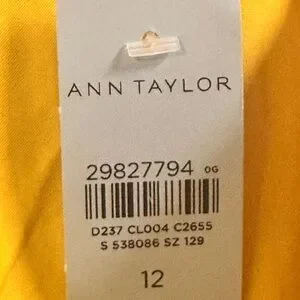 ANN TAYLOR
29827794 0G
D237 CL004 C2655
S 538086 SZ 129
12